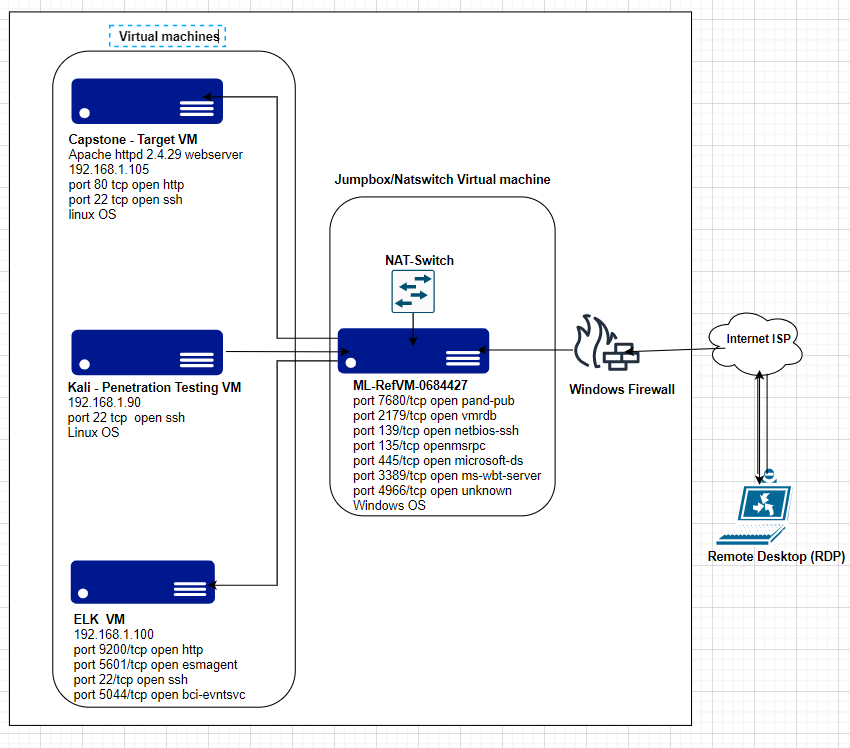 Virtual machines
Capstone - Target VM
Apache httpd 2.4.29 webserver
192.168.1.105
port 80 tcp open http
port 22 tcp open ssh
linux OS
Kali - Penetration Testing VM
192.168.1.90
port 22 tcp  open ssh
Linux OS
ELK  VM
192.168.1.100
port 9200/tcp open http
port 5601/tcp open esmagent
port 22/tcp open ssh
port 5044/tcp open bci-evntsvc
Jumpbox/Natswitch Virtual machine
NAT-Switch
ML-RefVM-0684427
port 7680/tcp open pand-pub
port 2179/tcp open vmrdb
port 139/tcp open netbios-ssh
port 135/tcp openmsrpc
port 445/tcp open microsoft-ds
port 3389/tcp open ms-wbt-server
port 4966/tcp open unknown
Windows OS
Windows Firewall
Internet ISP
Remote Desktop (RDP)